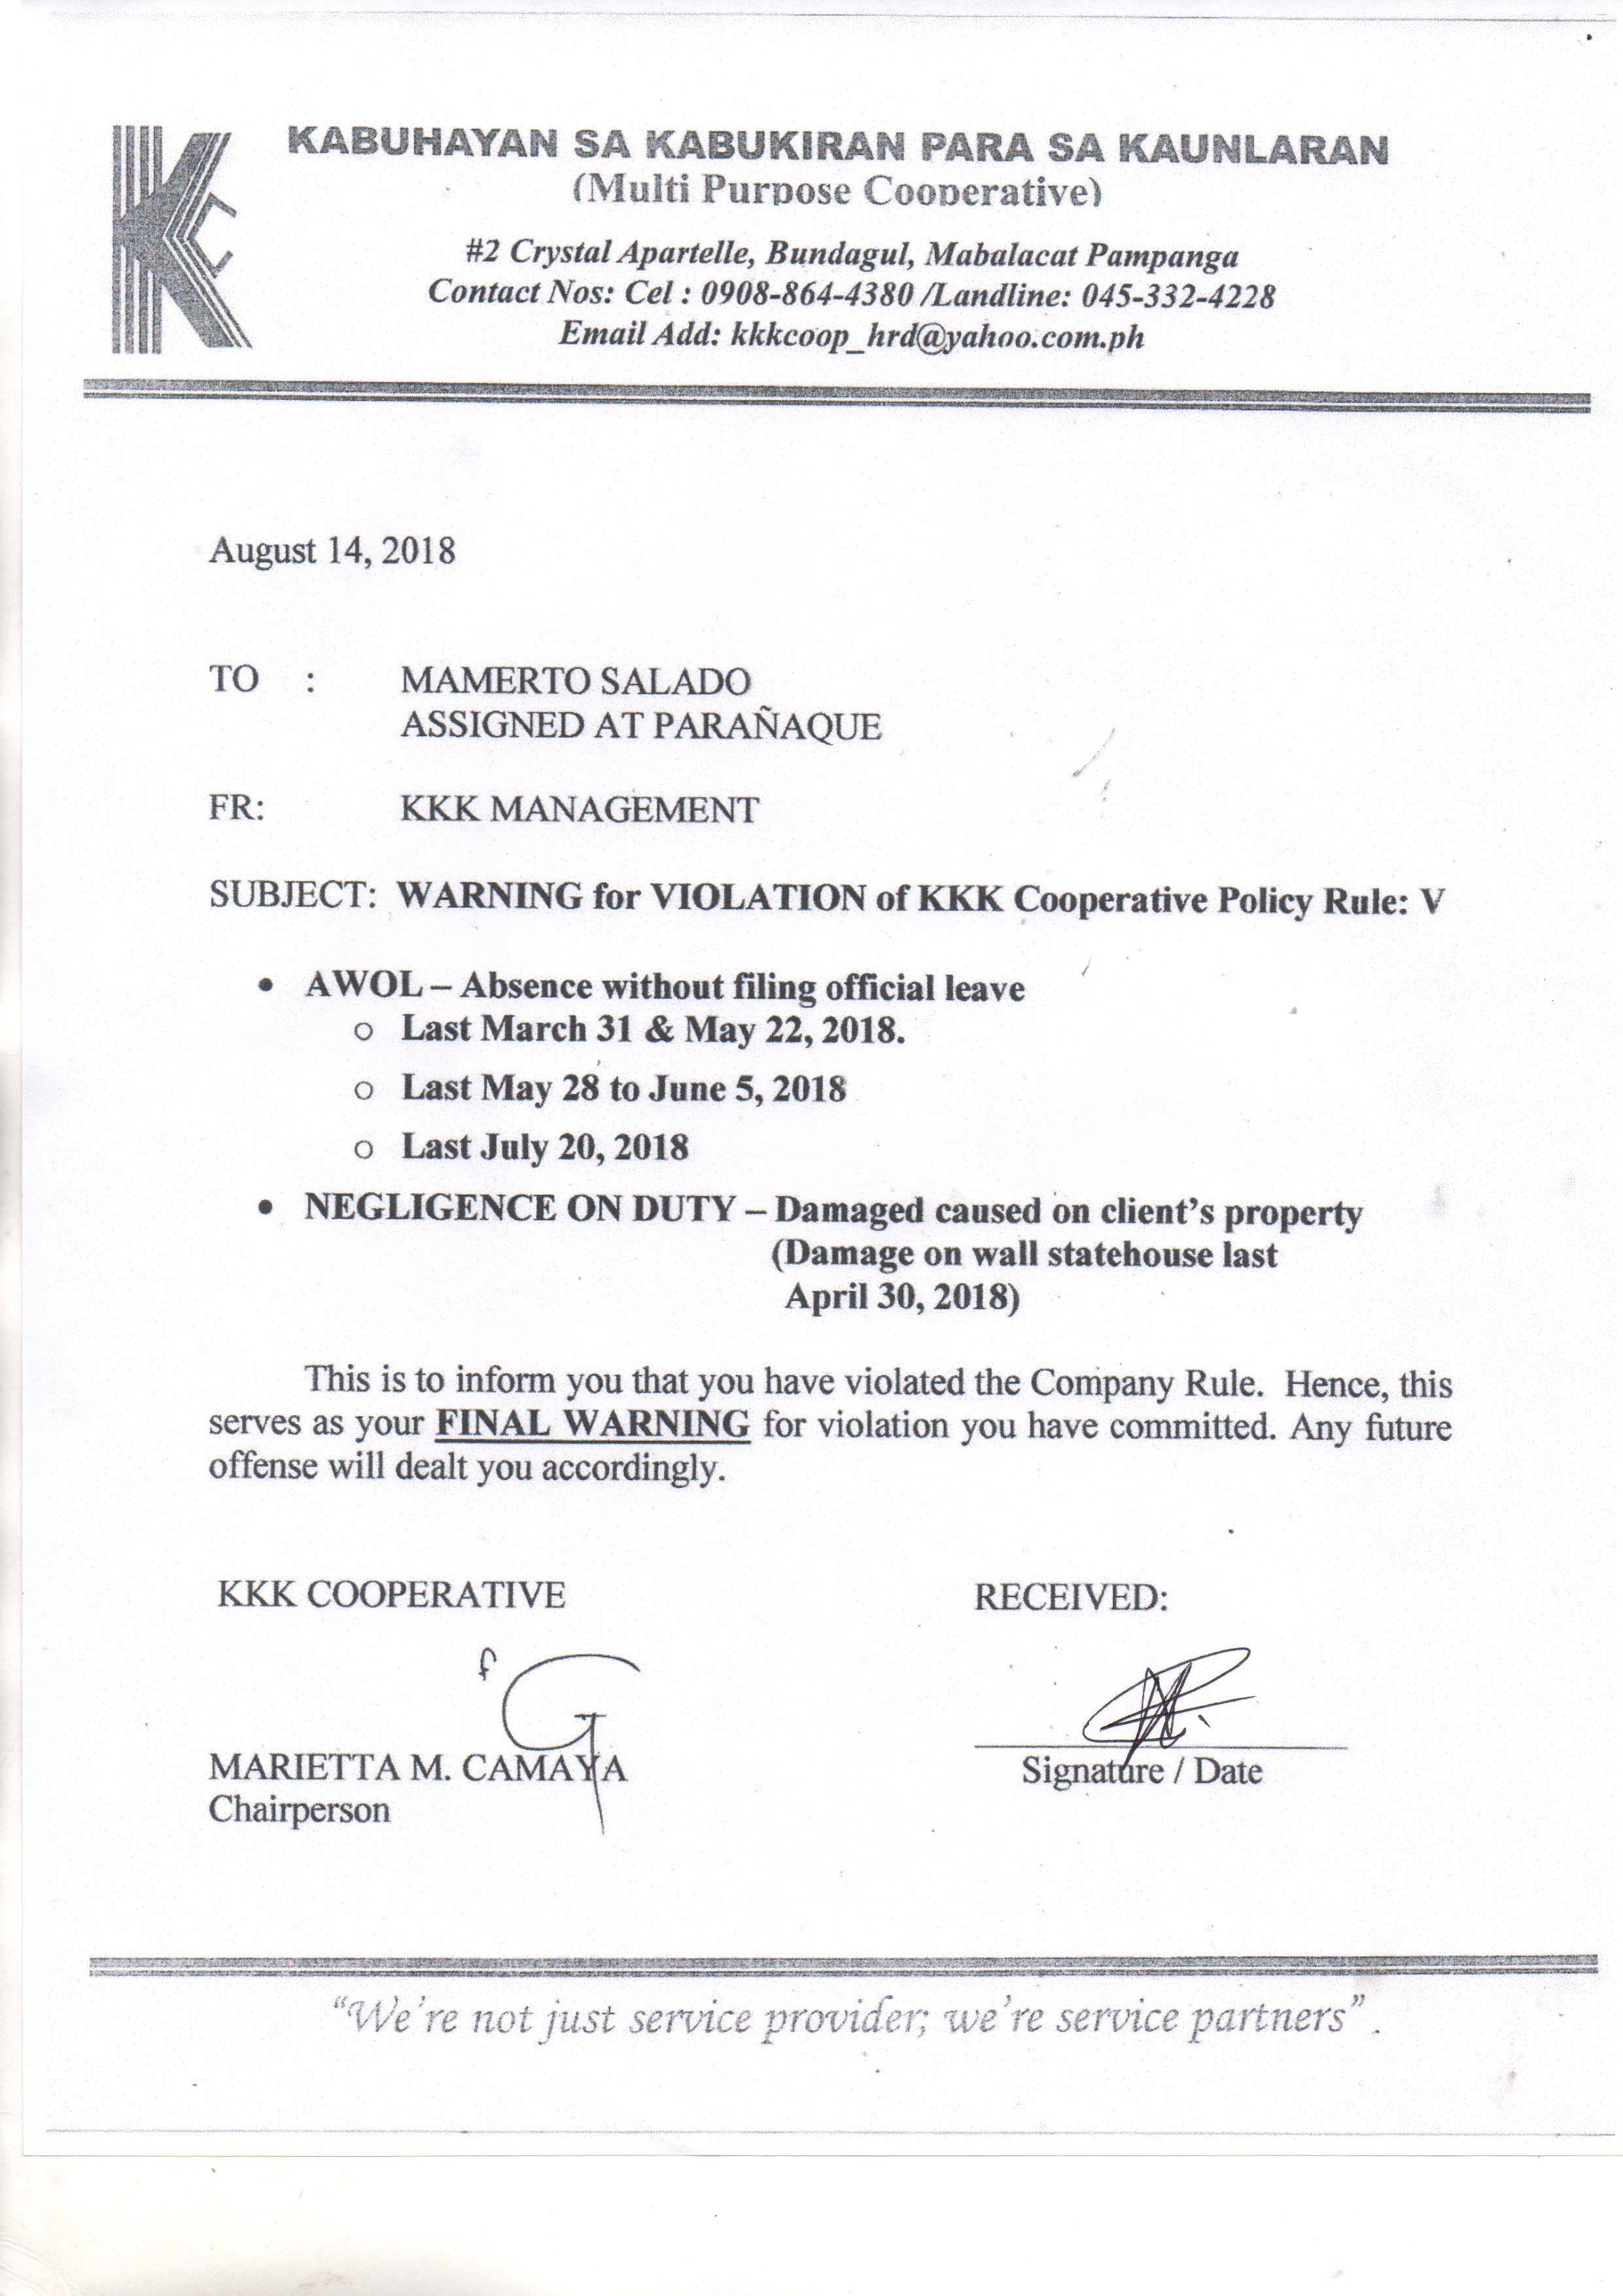 KABUHAYAN SA KABUKIRAN PARA SA KAUNLARAN
(Multi Purpose Cooperative)
#2 Crystal Apartelle, Bundagul, Mabalacat Pampanga
Contact Nos: Cel : 0908-864-4380 /Landline: 045-332-4228
Email Add: kkkcoop_hrd@yahoo.com.ph
August 14, 2018
TO : MAMERTO SALADO
ASSIGNED AT PARAÑAQUE
FR: KKK MANAGEMENT
SUBJECT: WARNING for VIOLATION of KKK Cooperative Policy Rule: V
• AWOL – Absence without filing official leave
o Last March 31 & May 22, 2018.
o Last May 28 to June 5, 2018
o Last July 20, 2018
• NEGLIGENCE ON DUTY – Damaged caused on client's property
(Damage on wall statehouse last
April 30, 2018)
This is to inform you that you have violated the Company Rule. Hence, this
serves as your FINAL WARNING for violation you have committed. Any future
offense will dealt you accordingly.
KKK COOPERATIVE RECEIVED:
MARIETTA M. CAMAYA
Chairperson
Signature / Date
"We're not just service provider; we're service partners".